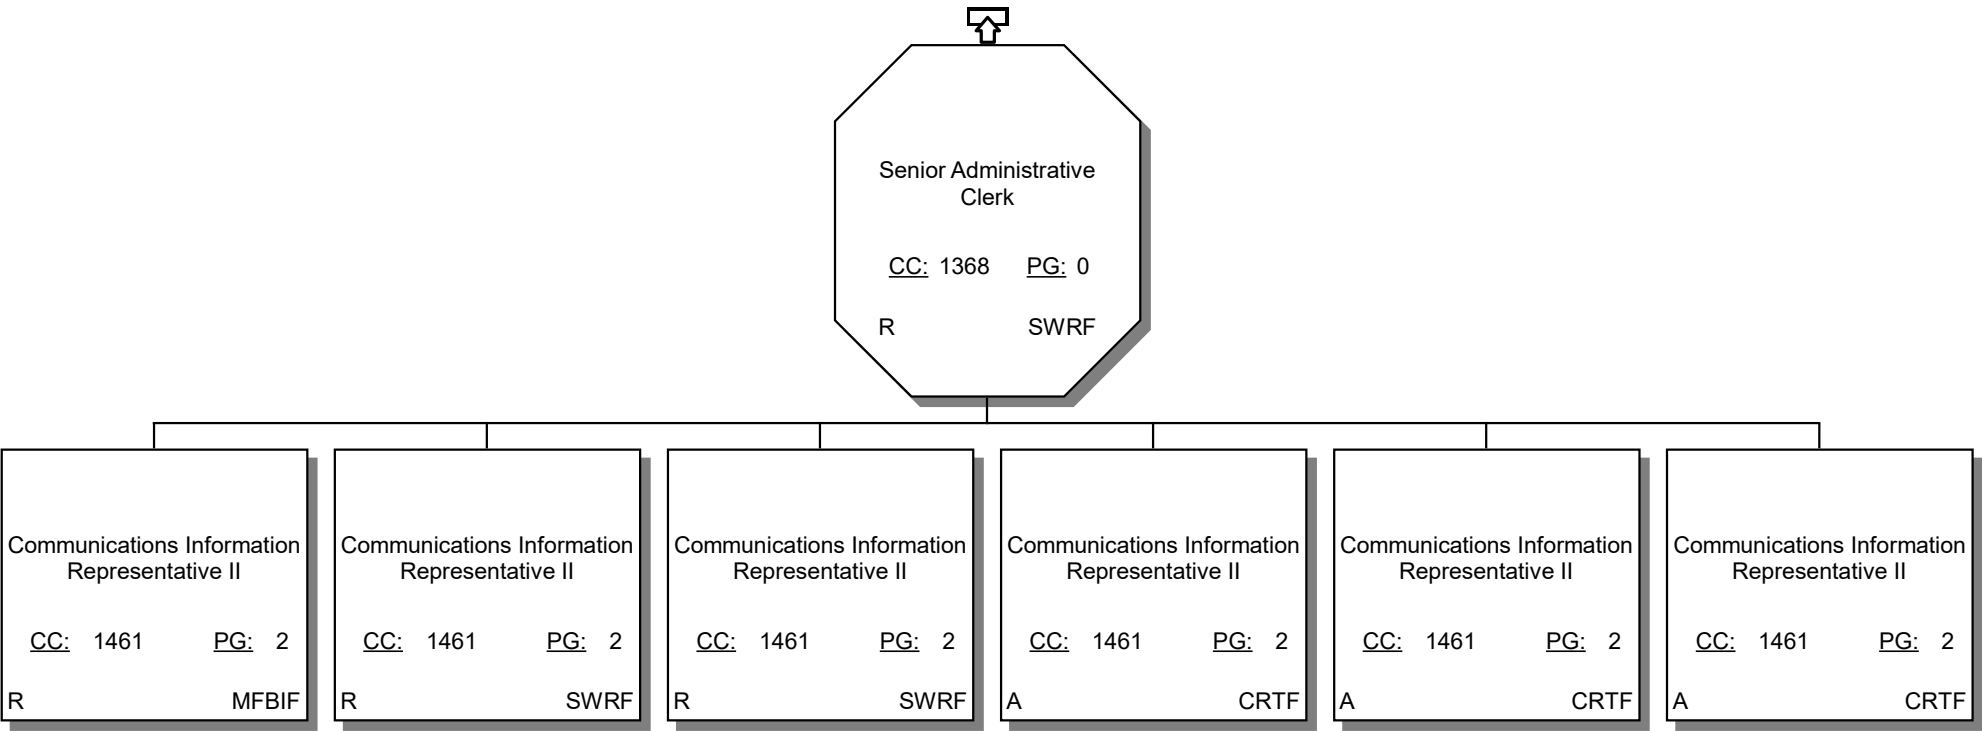 Senior Administrative
Clerk
CC: 1368 PG: 0
R SWRF
Communications Information
Representative II
CC: 1461 PG: 2
R MFBIF
Communications Information
Representative II
CC: 1461 PG: 2
R SWRF
Communications Information
Representative II
CC: 1461 PG: 2
R SWRF
Communications Information
Representative II
CC: 1461 PG: 2
A CRTF
Communications Information
Representative II
CC: 1461 PG: 2
A CRTF
Communications Information
Representative II
CC: 1461 PG: 2
A CRTF